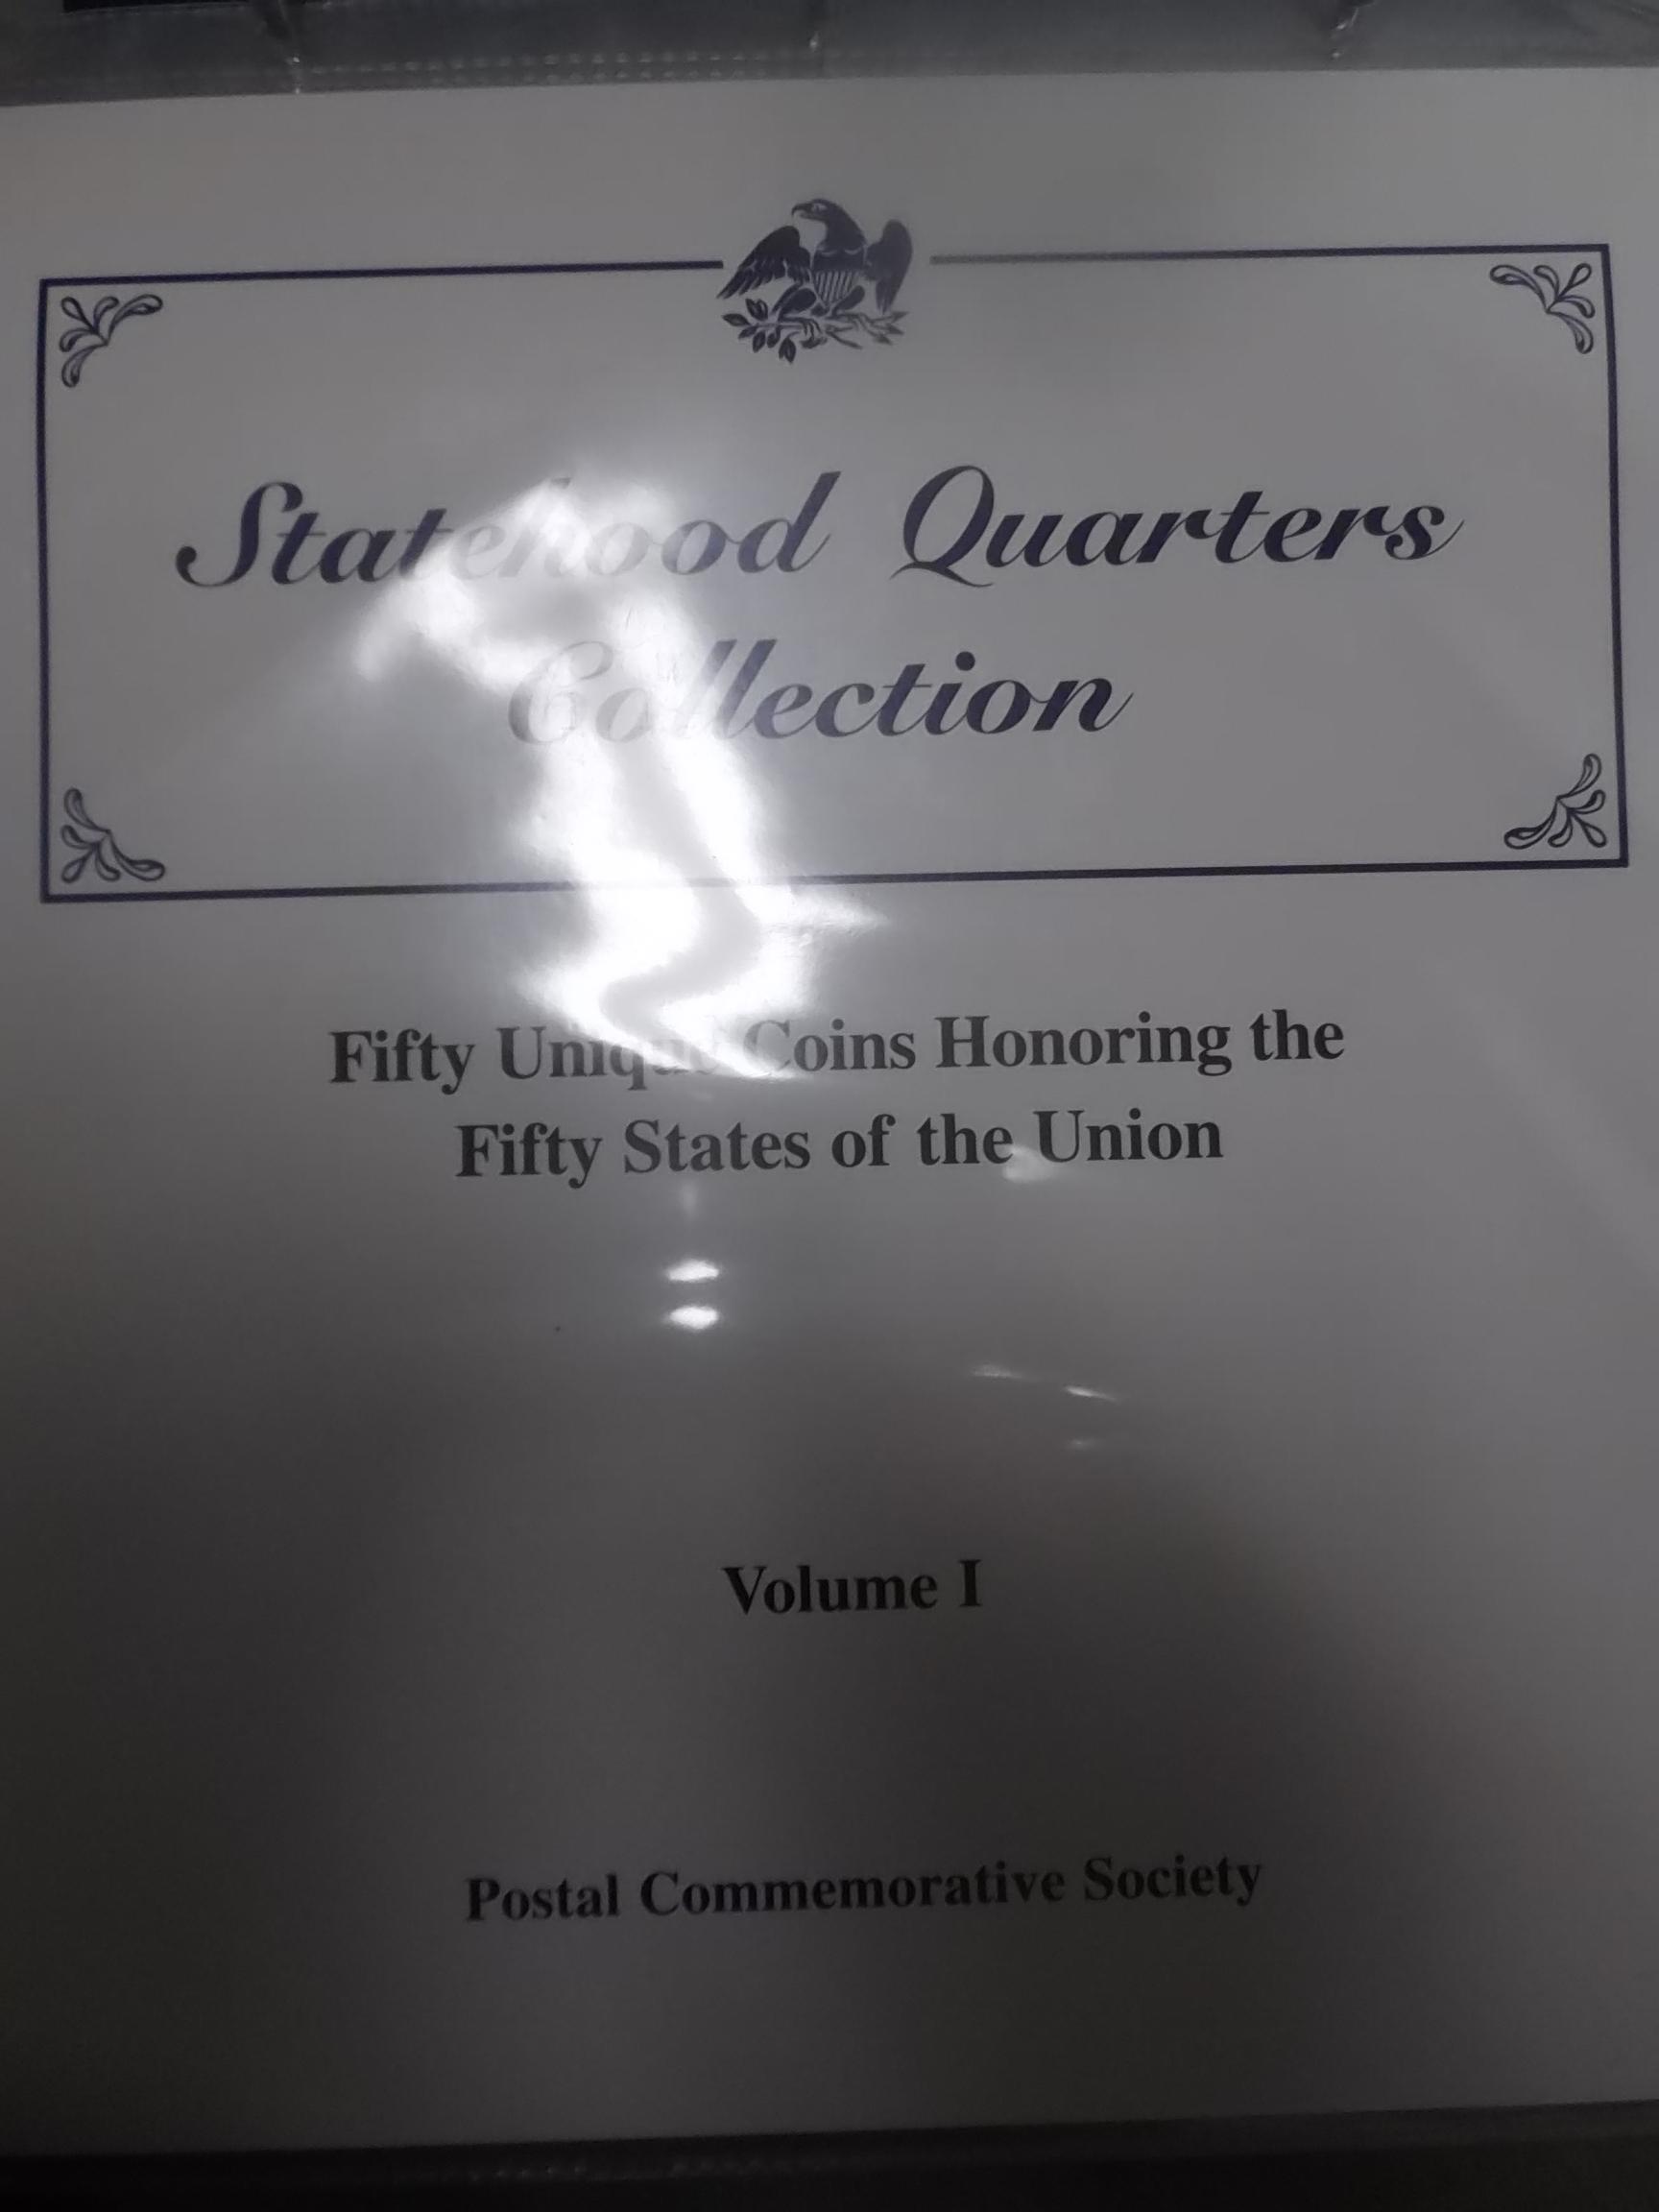 Statehood Quarters
Collection
Fifty Unique Coins Honoring the
Fifty States of the Union
Volume I
Postal Commemorative Society